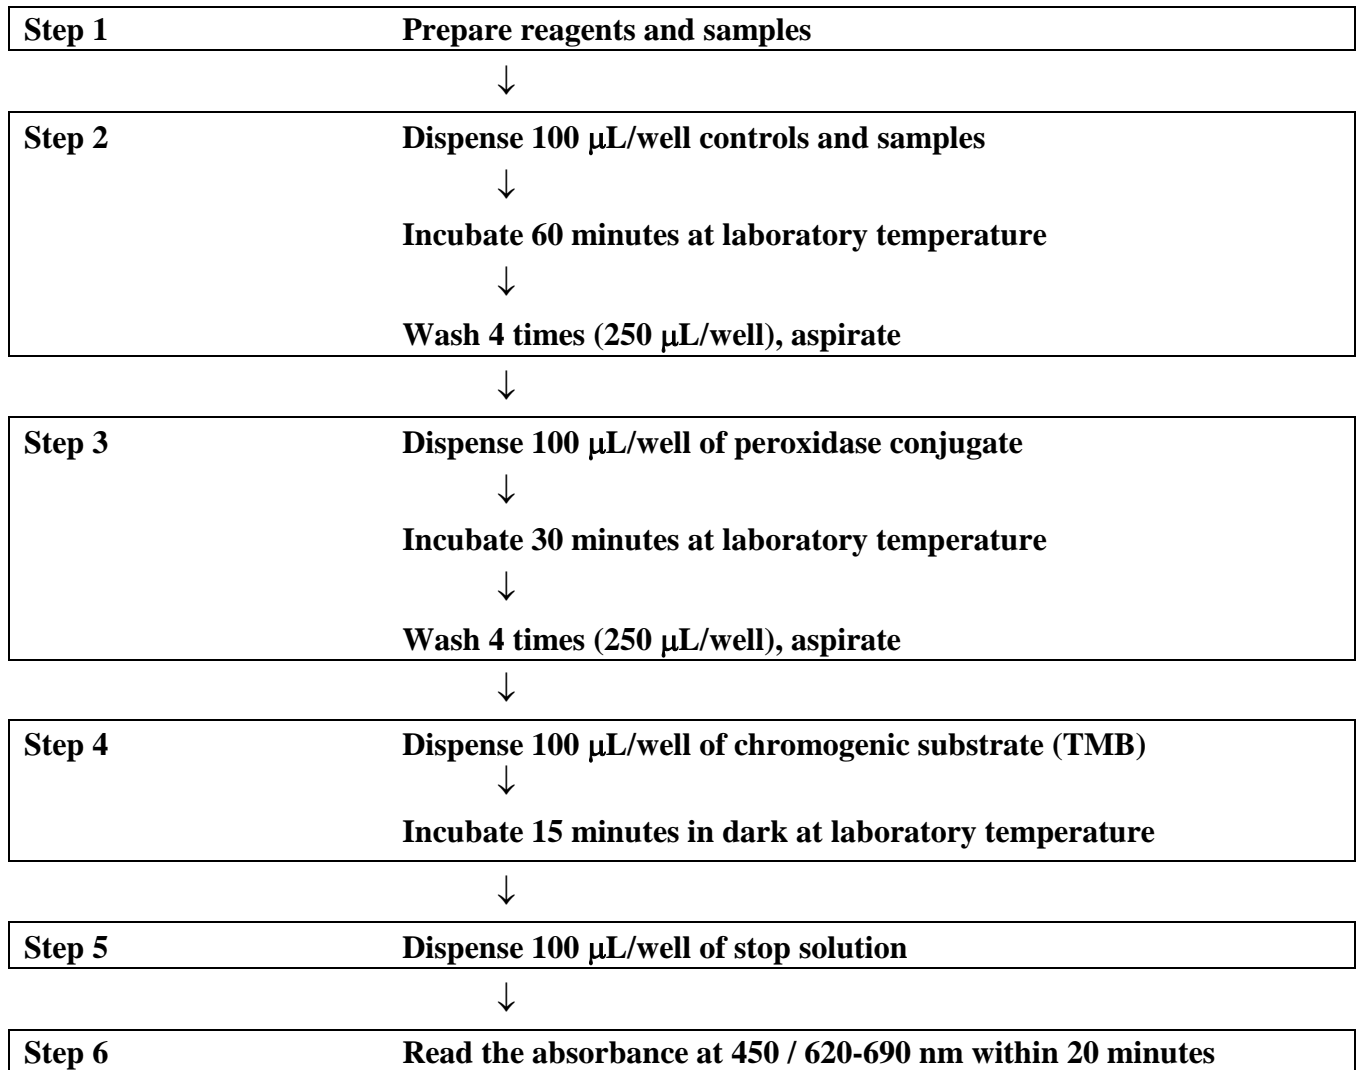 Step 1 Prepare reagents and samples
↓
Step 2 Dispense 100 μL/well controls and samples
↓
Incubate 60 minutes at laboratory temperature
↓
Wash 4 times (250 μL/well), aspirate
↓
Step 3 Dispense 100 μL/well of peroxidase conjugate
↓
Incubate 30 minutes at laboratory temperature
↓
Wash 4 times (250 μL/well), aspirate
↓
Step 4 Dispense 100 μL/well of chromogenic substrate (TMB)
↓
Incubate 15 minutes in dark at laboratory temperature
↓
Step 5 Dispense 100 μL/well of stop solution
↓
Step 6 Read the absorbance at 450 / 620-690 nm within 20 minutes